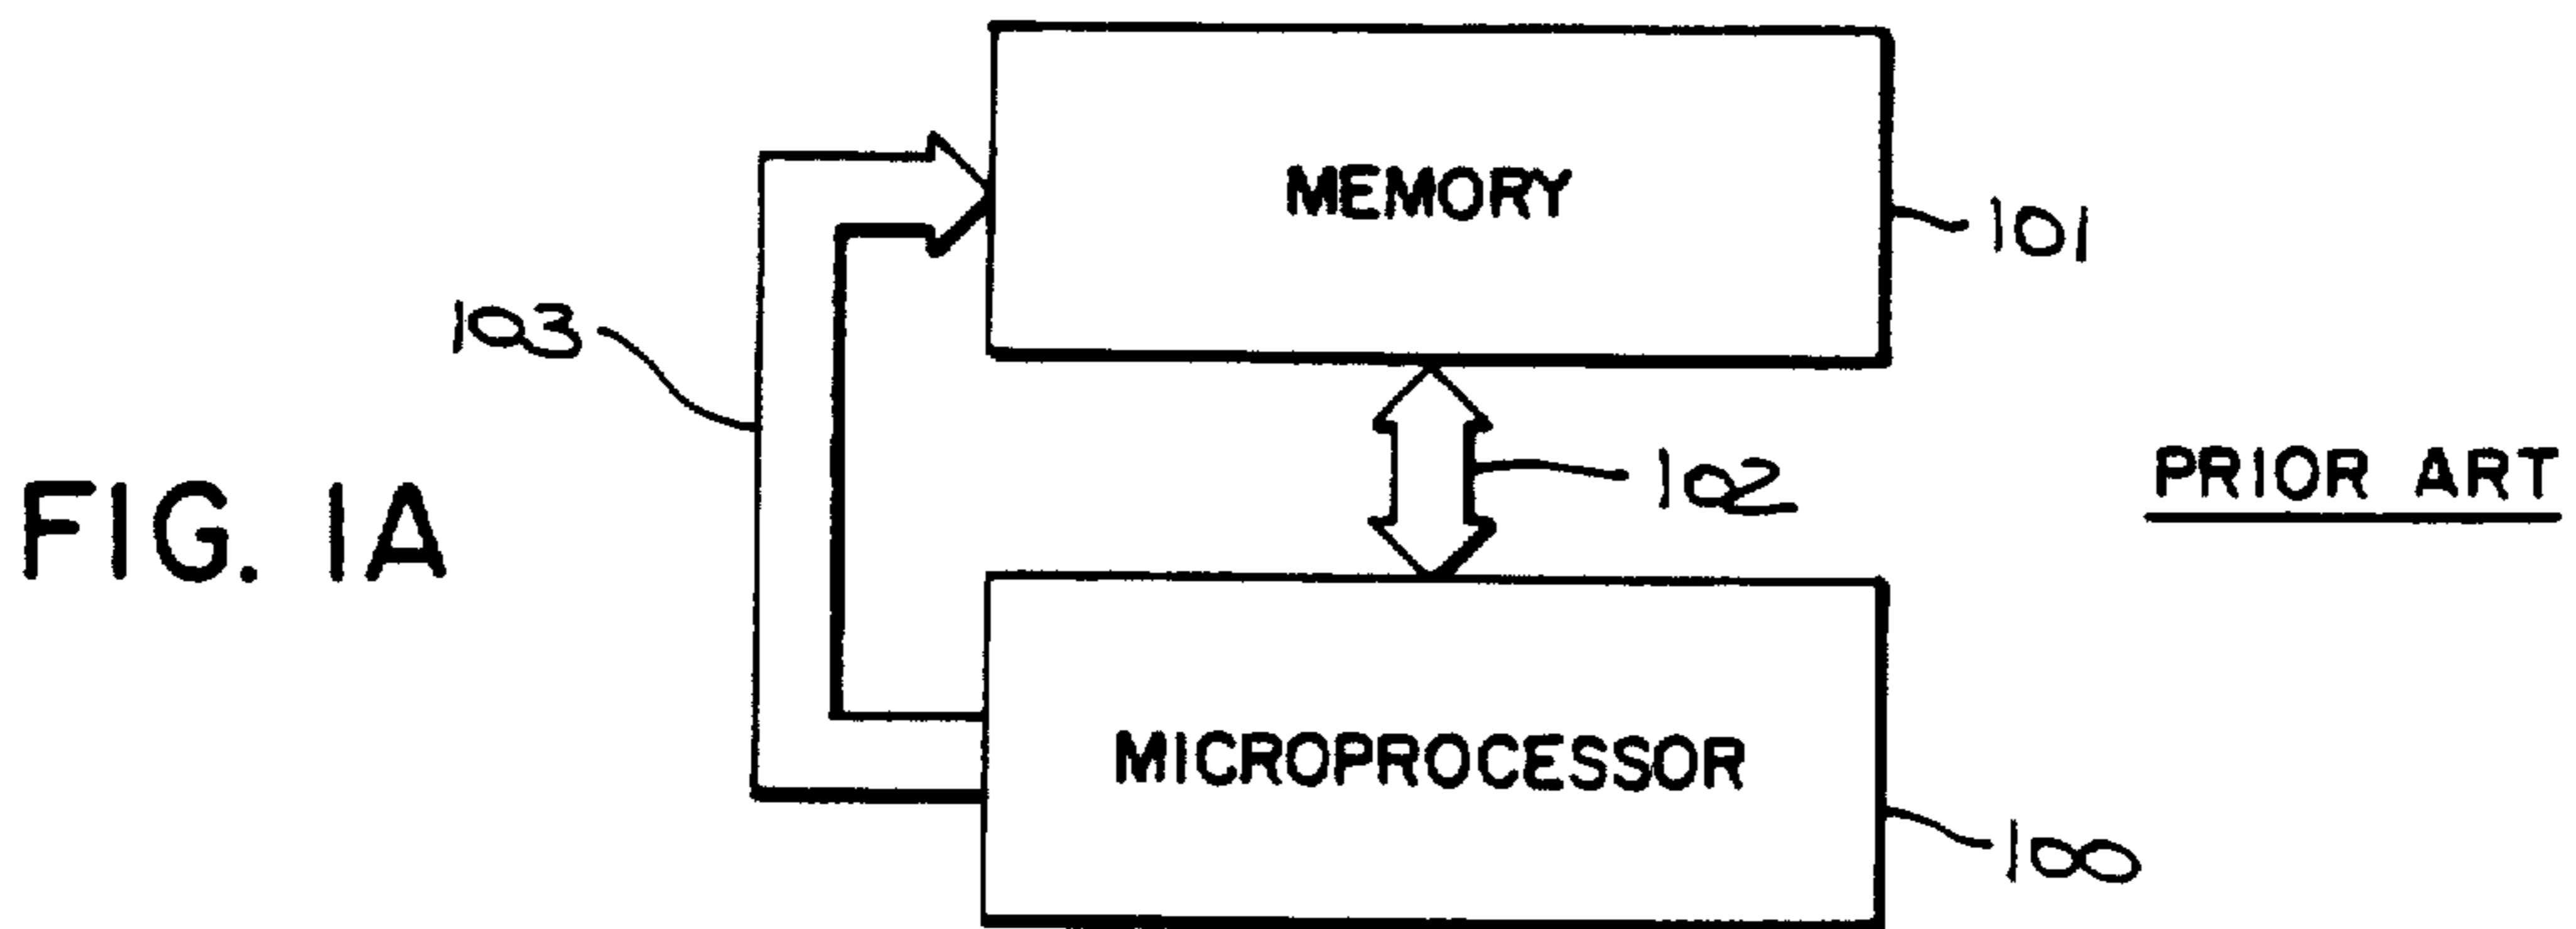 MEMORY
101
103
102
PRIOR ART
FIG. 1A
MICROPROCESSOR
100